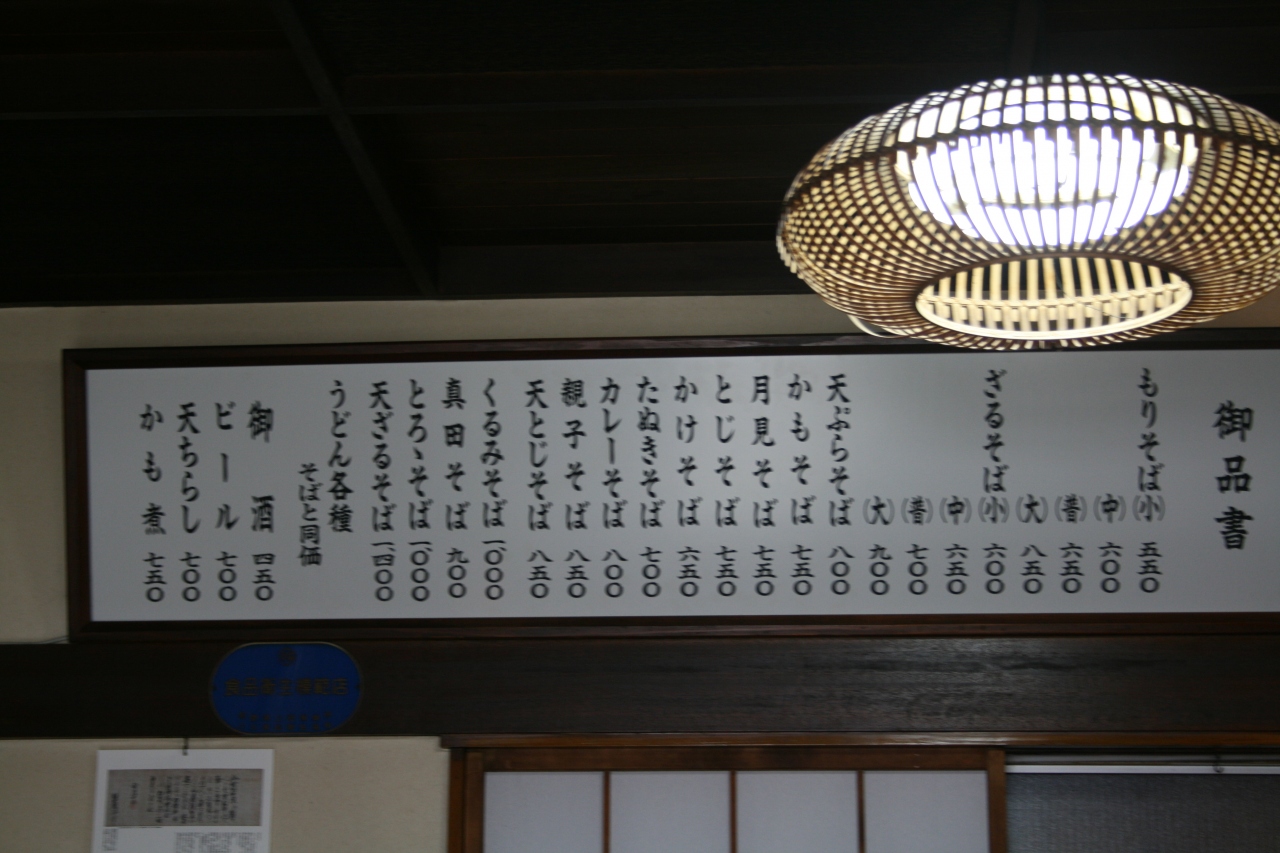 御品書
もりそば(小) 五五〇
(中) 六〇〇
(普) 六五〇
(大) 八五〇
ざるそば(小) 六〇〇
(中) 六五〇
(普) 七〇〇
(大) 九〇〇
天ぷらそば 八〇〇
かもそば 七五〇
月見そば 七五〇
とじそば 七五〇
かけそば 六五〇
たぬきそば 七〇〇
カレーそば 八〇〇
親子そば 八五〇
天とじそば 八五〇
くるみそば 一、〇〇〇
真田そば 九〇〇
とろゝそば 一、〇〇〇
天ざるそば 一、四〇〇
うどん各種
そばと同価
御酒 四五〇
ビール 七〇〇
天ちらし 七〇〇
かも煮 七五〇